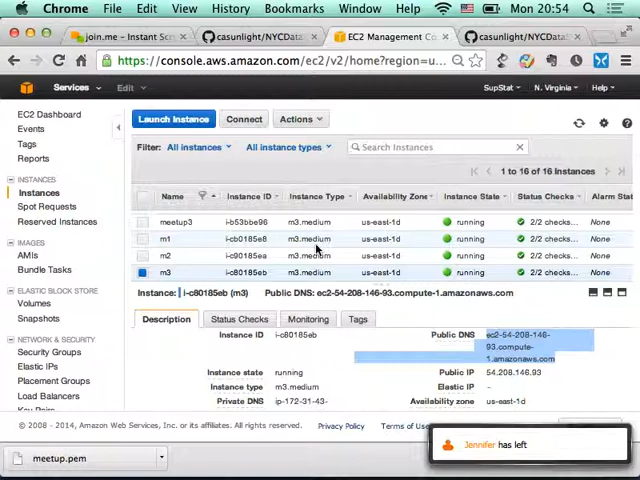 Chrome File Edit View History Bookmarks Window Mon 20:54
join.me – Instant Scr
casunlight/NYCData
EC2 Management Co
casunlight/NYCDataS
https://console.aws.amazon.com/ec2/v2/home?region=u...
Services Edit SupStat N. Virginia Help
EC2 Dashboard
Events
Tags
Reports
INSTANCES
Instances
Spot Requests
Reserved Instances
IMAGES
AMIs
Bundle Tasks
ELASTIC BLOCK STORE
Volumes
Snapshots
NETWORK & SECURITY
Security Groups
Elastic IPs
Placement Groups
Load Balancers
Key Pairs
Launch Instance Connect Actions
Filter: All instances All instance types Search Instances
1 to 16 of 16 Instances
Name Instance ID Instance Type Availability Zone Instance State Status Checks Alarm Stat
meetup3 i-b53bbe96 m3.medium us-east-1d running 2/2 checks... None
m1 i-cb0185e8 m3.medium us-east-1d running 2/2 checks... None
m2 i-c90185ea m3.medium us-east-1d running 2/2 checks... None
m3 i-c80185eb m3.medium us-east-1d running 2/2 checks... None
Instance: i-c80185eb (m3) Public DNS: ec2-54-208-146-93.compute-1.amazonaws.com
Description Status Checks Monitoring Tags
Instance ID i-c80185eb
Public DNS ec2-54-208-146-
93.compute-
1.amazonaws.com
Instance state running
Public IP 54.208.146.93
Instance type m3.medium
Elastic IP -
Private DNS ip-172-31-43-
Availability zone us-east-1d
© 2008 - 2014, Amazon Web Services, Inc. or its affiliates. All rights reserved. Privacy Policy Terms of Use
Jennifer has left
meetup.pem